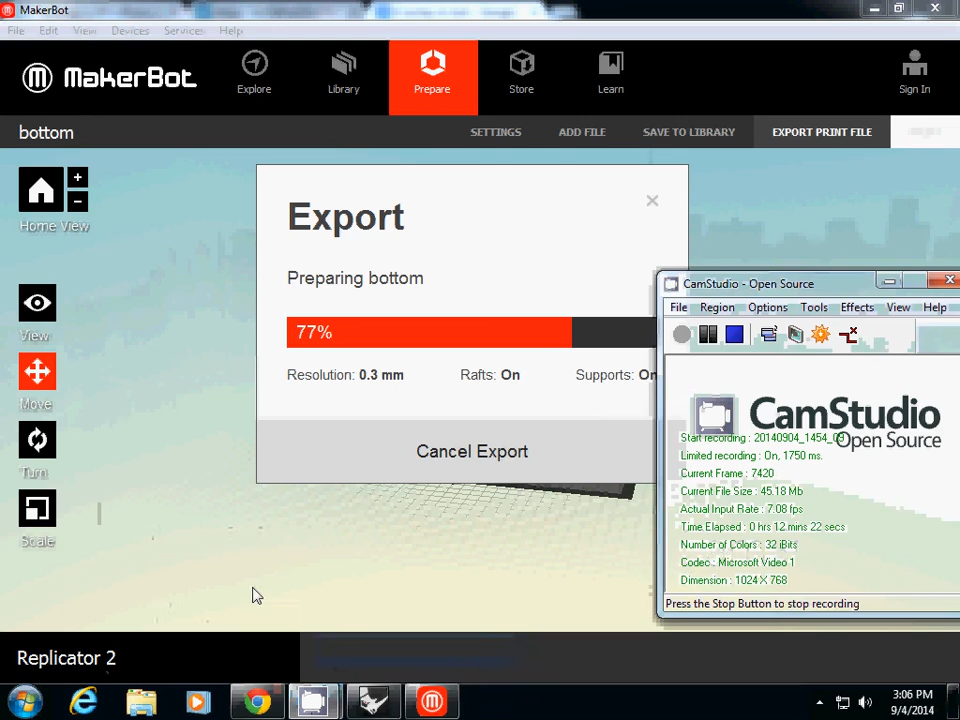 MakerBot
File Edit View Devices Services Help
MakerBot
Explore
Library
Prepare
Store
Learn
Sign In
bottom
SETTINGS
ADD FILE
SAVE TO LIBRARY
EXPORT PRINT FILE
+
-
Home View
View
Move
Turn
Scale
Export
×
Preparing bottom
77%
Resolution: 0.3 mm
Rafts: On
Supports: On
Cancel Export
CamStudio - Open Source
File Region Options Tools Effects View Help
CamStudio
Open Source
Start recording : 20140904_1454_09
Limited recording : On, 1750 ms.
Current Frame : 7420
Current File Size : 45.18 Mb
Actual Input Rate : 7.08 fps
Time Elapsed : 0 hrs 12 mins 22 secs
Number of Colors : 32 iBits
Codec : Microsoft Video 1
Dimension : 1024 X 768
Press the Stop Button to stop recording
Replicator 2
3:06 PM
9/4/2014